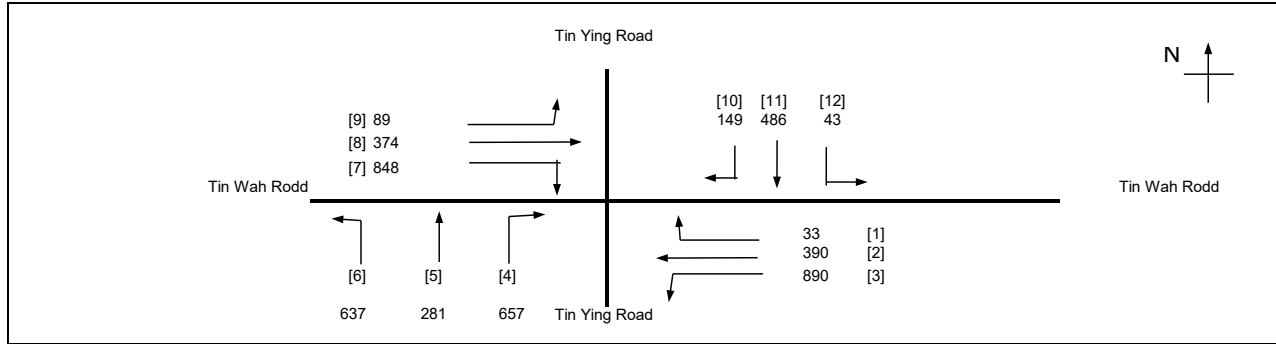 Tin Ying Road
N
[10] [11] [12]
149 486 43
[9] 89
[8] 374
[7] 848
Tin Wah Rodd
Tin Wah Rodd
33 [1]
390 [2]
890 [3]
[6] [5] [4]
637 281 657
Tin Ying Road